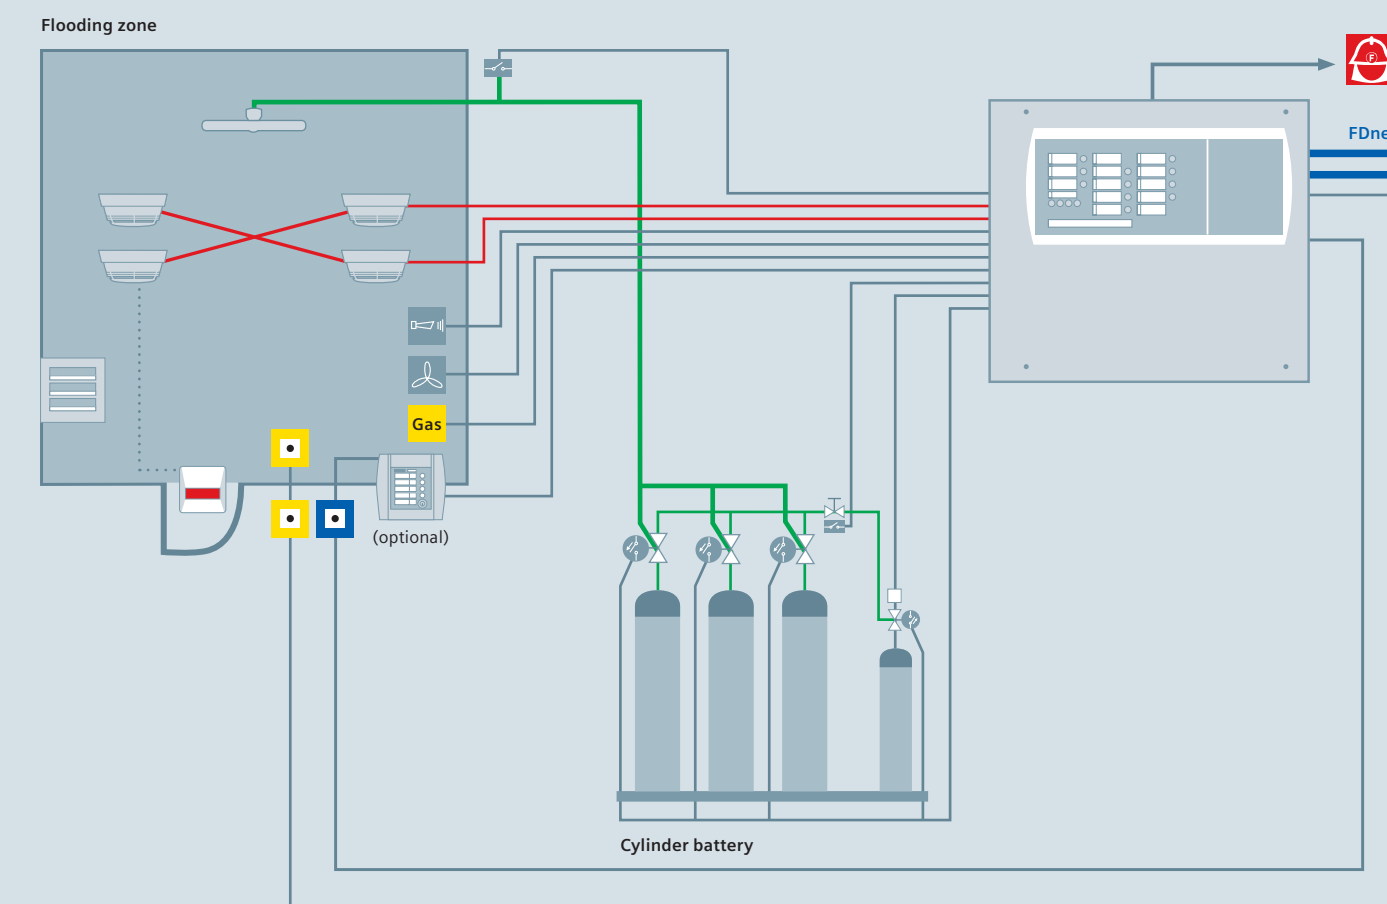 Flooding zone
F
FDne
Gas
(optional)
Cylinder battery